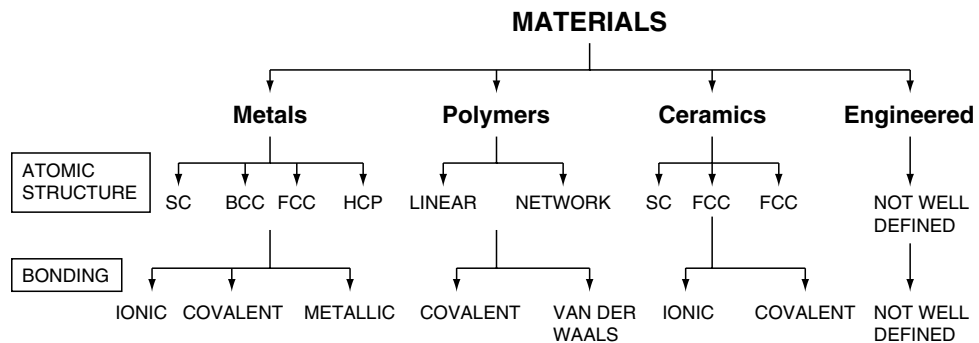 MATERIALS
Metals Polymers Ceramics Engineered
ATOMIC
STRUCTURE
SC BCC FCC HCP LINEAR NETWORK SC FCC FCC NOT WELL
DEFINED
BONDING
IONIC COVALENT METALLIC COVALENT VAN DER
WAALS
IONIC COVALENT NOT WELL
DEFINED